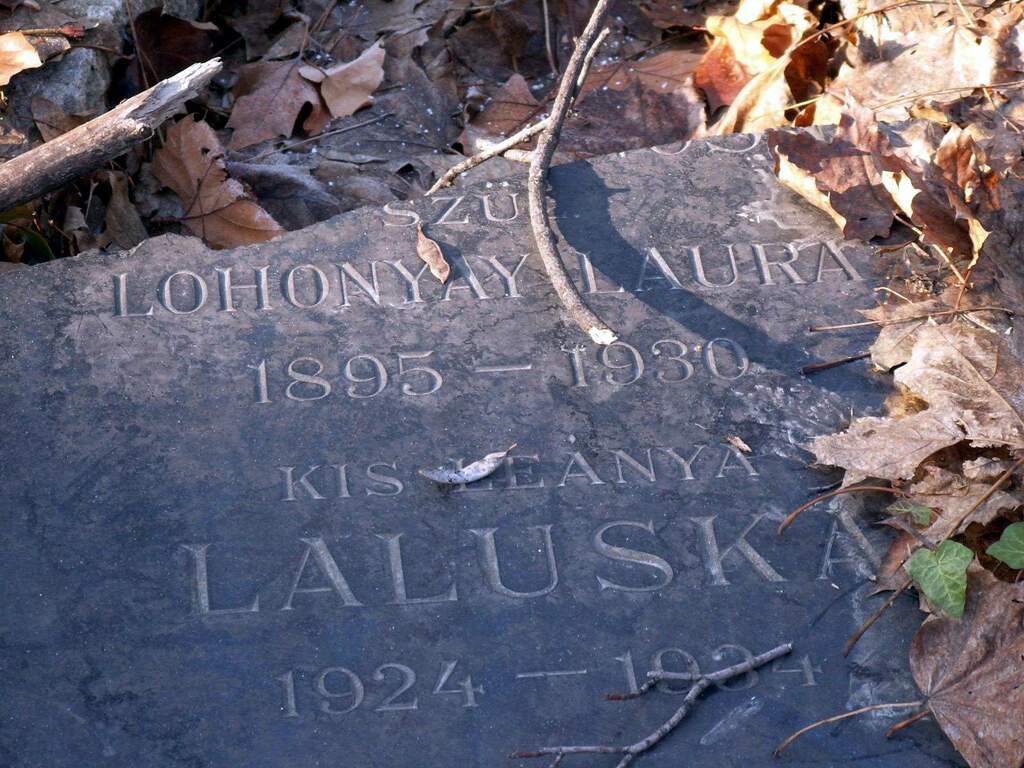 SZÜ
LOHONYAY LAURA
1895 — 1930
KIS LEÁNYA
LALUSKA
1924 — 1934